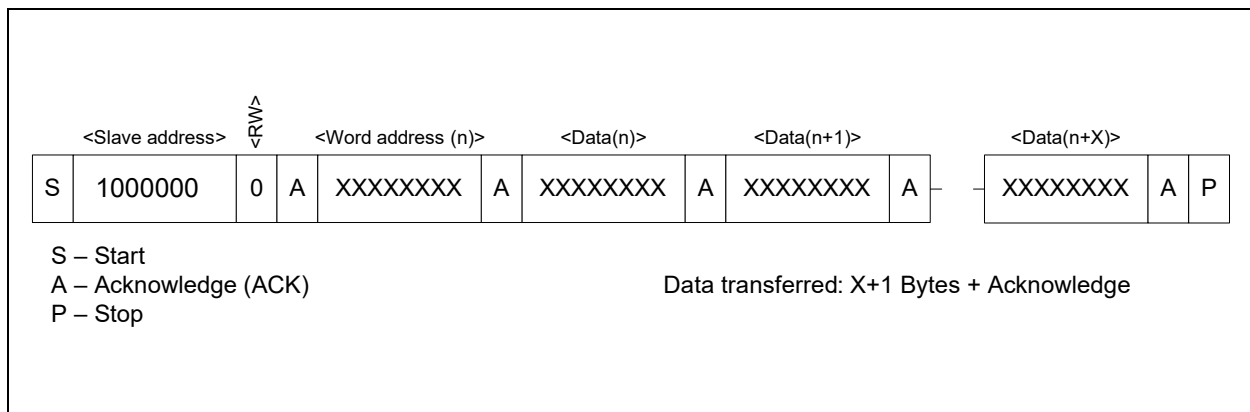 <RW>
<Slave address> <Word address (n)> <Data(n)> <Data(n+1)> <Data(n+X)>
S 1000000 0 A XXXXXXXX A XXXXXXXX A XXXXXXXX A XXXXXXXX A P
S – Start
A – Acknowledge (ACK) Data transferred: X+1 Bytes + Acknowledge
P – Stop